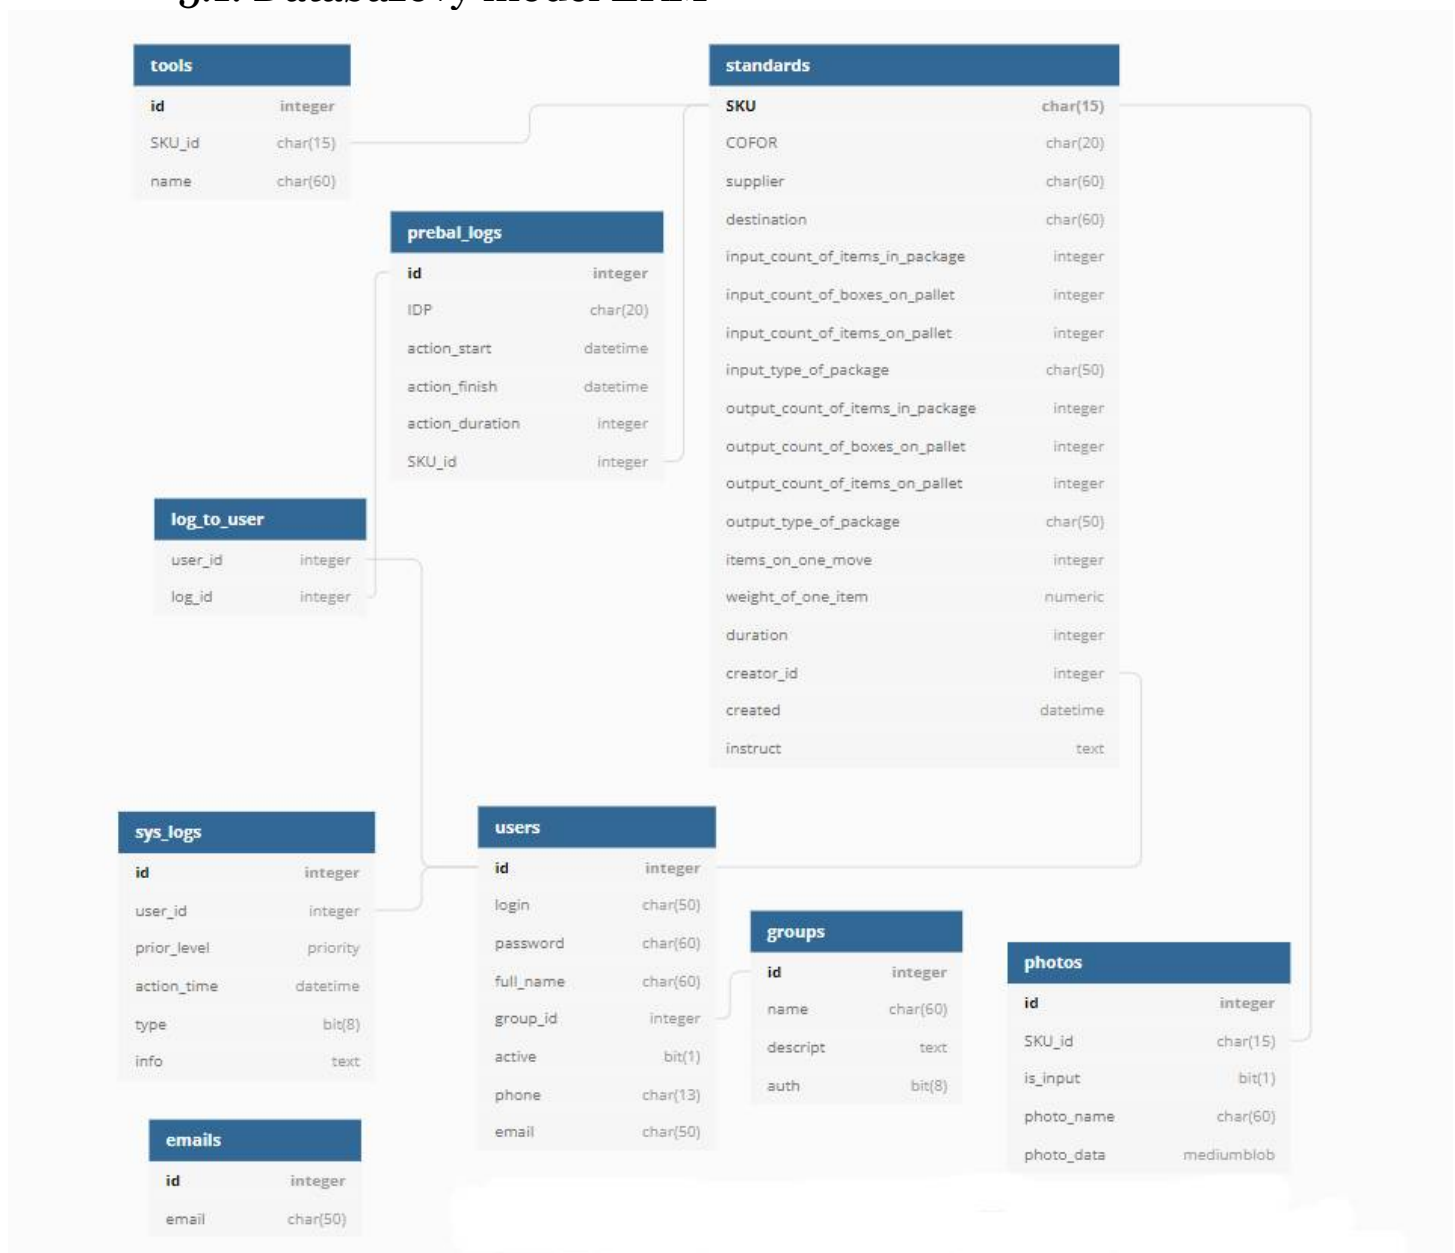 Databázový model ERM
tools
id integer
SKU_id char(15)
name char(60)
standards
SKU char(15)
COFOR char(20)
supplier char(60)
destination char(60)
input_count_of_items_in_package integer
input_count_of_boxes_on_pallet integer
input_count_of_items_on_pallet integer
input_type_of_package char(50)
output_count_of_items_in_package integer
output_count_of_boxes_on_pallet integer
output_count_of_items_on_pallet integer
output_type_of_package char(50)
items_on_one_move integer
weight_of_one_item numeric
duration integer
creator_id integer
created datetime
instruct text
prebal_logs
id integer
IDP char(20)
action_start datetime
action_finish datetime
action_duration integer
SKU_id integer
log_to_user
user_id integer
log_id integer
sys_logs
id integer
user_id integer
prior_level priority
action_time datetime
type bit(8)
info text
users
id integer
login char(50)
password char(60)
full_name char(60)
group_id integer
active bit(1)
phone char(13)
email char(50)
groups
id integer
name char(60)
descript text
auth bit(8)
photos
id integer
SKU_id char(15)
is_input bit(1)
photo_name char(60)
photo_data mediumblob
emails
id integer
email char(50)